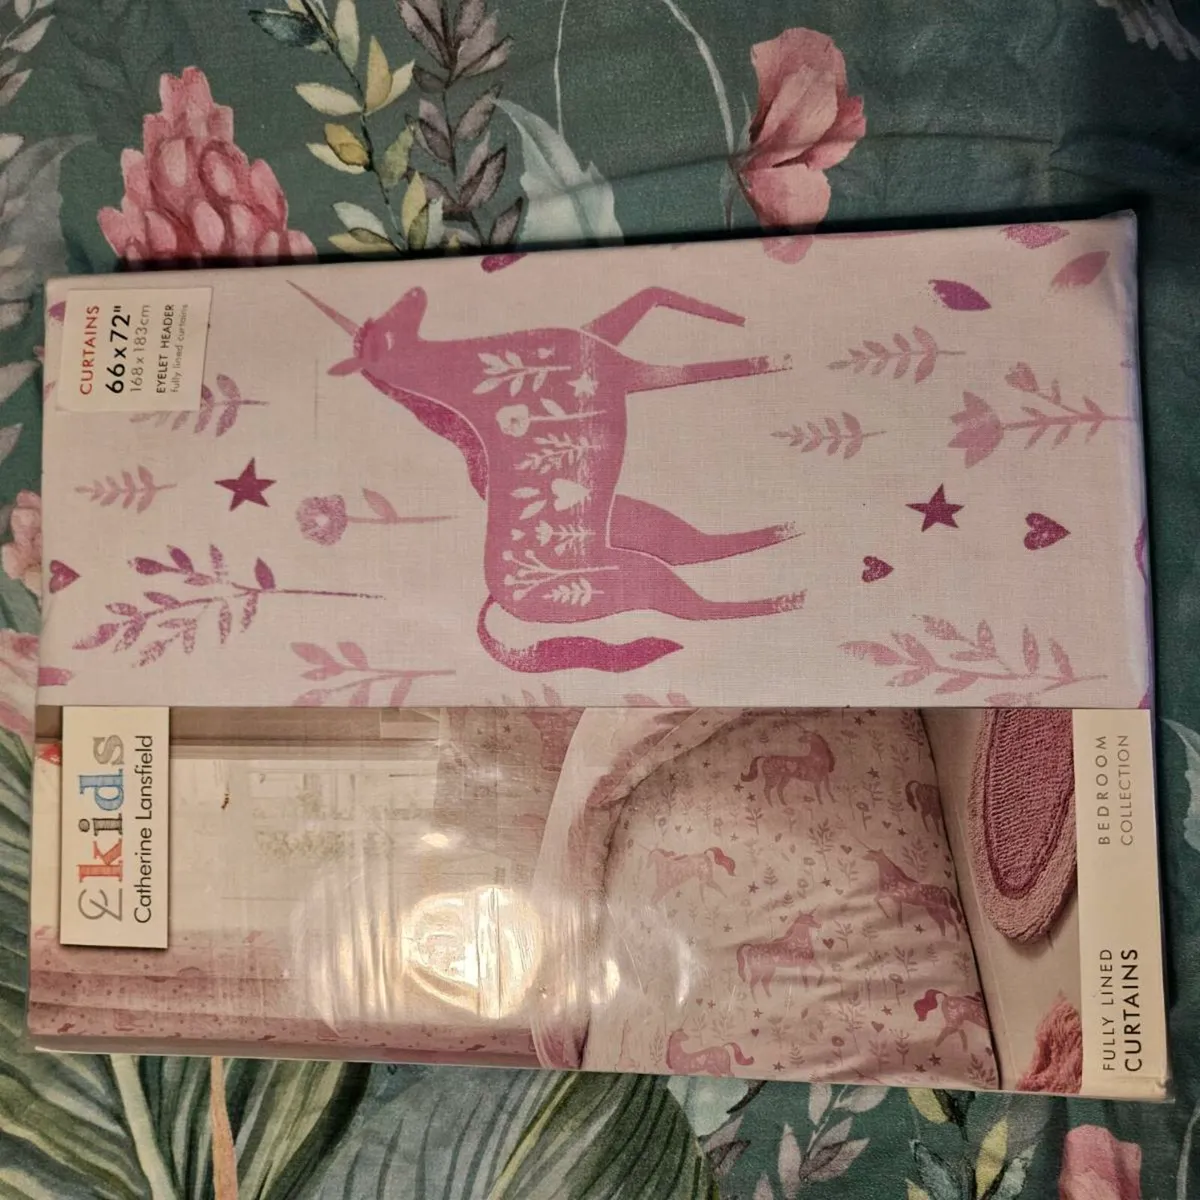 CURTAINS
66 x 72"
168 x 183cm
EYELET HEADER
fully lined curtains
kids
Catherine Lansfield
BEDROOM
COLLECTION
FULLY LINED
CURTAINS